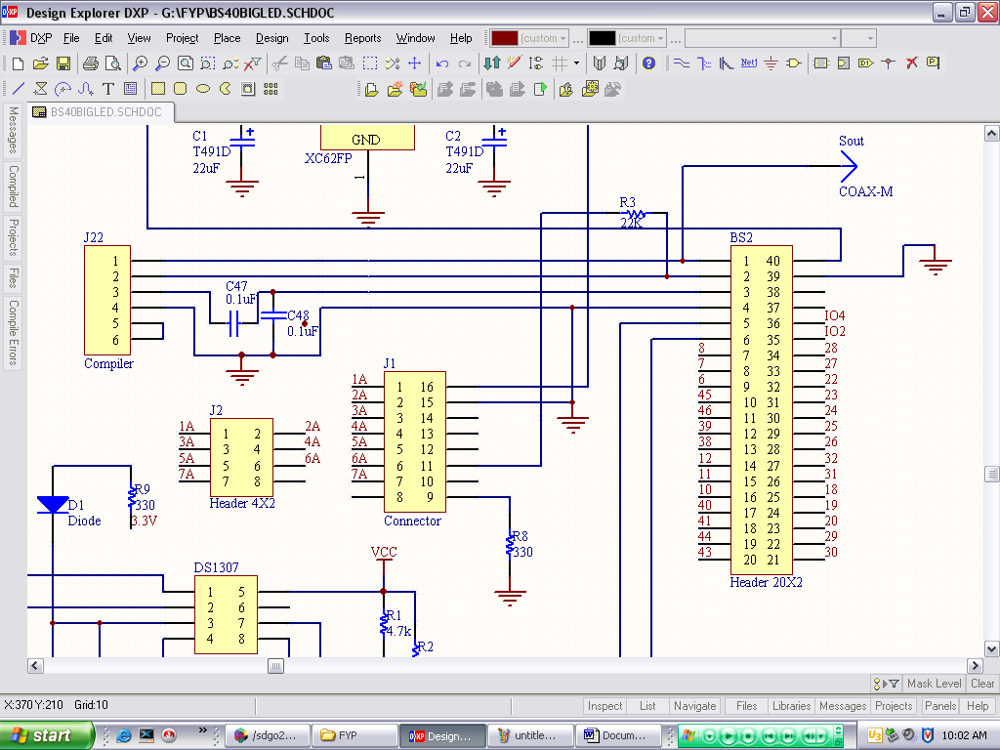 Design Explorer DXP - G:\FYP\BS40BIGLED.SCHDOC
DXP File Edit View Project Place Design Tools Reports Window Help (custom ... (custom ...
Net1 D1
T
BS40BIGLED.SCHDOC
Messages
Compiled
Projects
Files
Compile Errors
C1
T491D
22uF
GND
XC62FP
1
C2
T491D
22uF
Sout
COAX-M
R3
22K
J22
1
2
3
4
5
6
Compiler
C47
0.1uF
C48
0.1uF
BS2
1 40
2 39
3 38
4 37
5 36 IO4
6 35 IO2
8 7 34 28
7 8 33 27
6 9 32 22
45 10 31 23
46 11 30 24
39 12 29 25
38 13 28 26
12 14 27 32
11 15 26 31
10 16 25 18
40 17 24 19
41 18 23 20
44 19 22 29
43 20 21 30
Header 20X2
J1
1A 1 16
2A 2 15
3A 3 14
4A 4 13
5A 5 12
6A 6 11
7A 7 10
8 9
Connector
J2
1A 1 2 2A
3A 3 4 4A
5A 5 6 6A
7A 7 8
Header 4X2
D1
Diode
R9
330
3.3V
R8
330
VCC
DS1307
1 5
2 6
3 7
4 8
R1
4.7k
R2
Mask Level Clear
X:370 Y:210 Grid:10
Inspect List Navigate Files Libraries Messages Projects Panels Help
start » /sdgo2... FYP Design... untitle... Docum... 10:02 AM